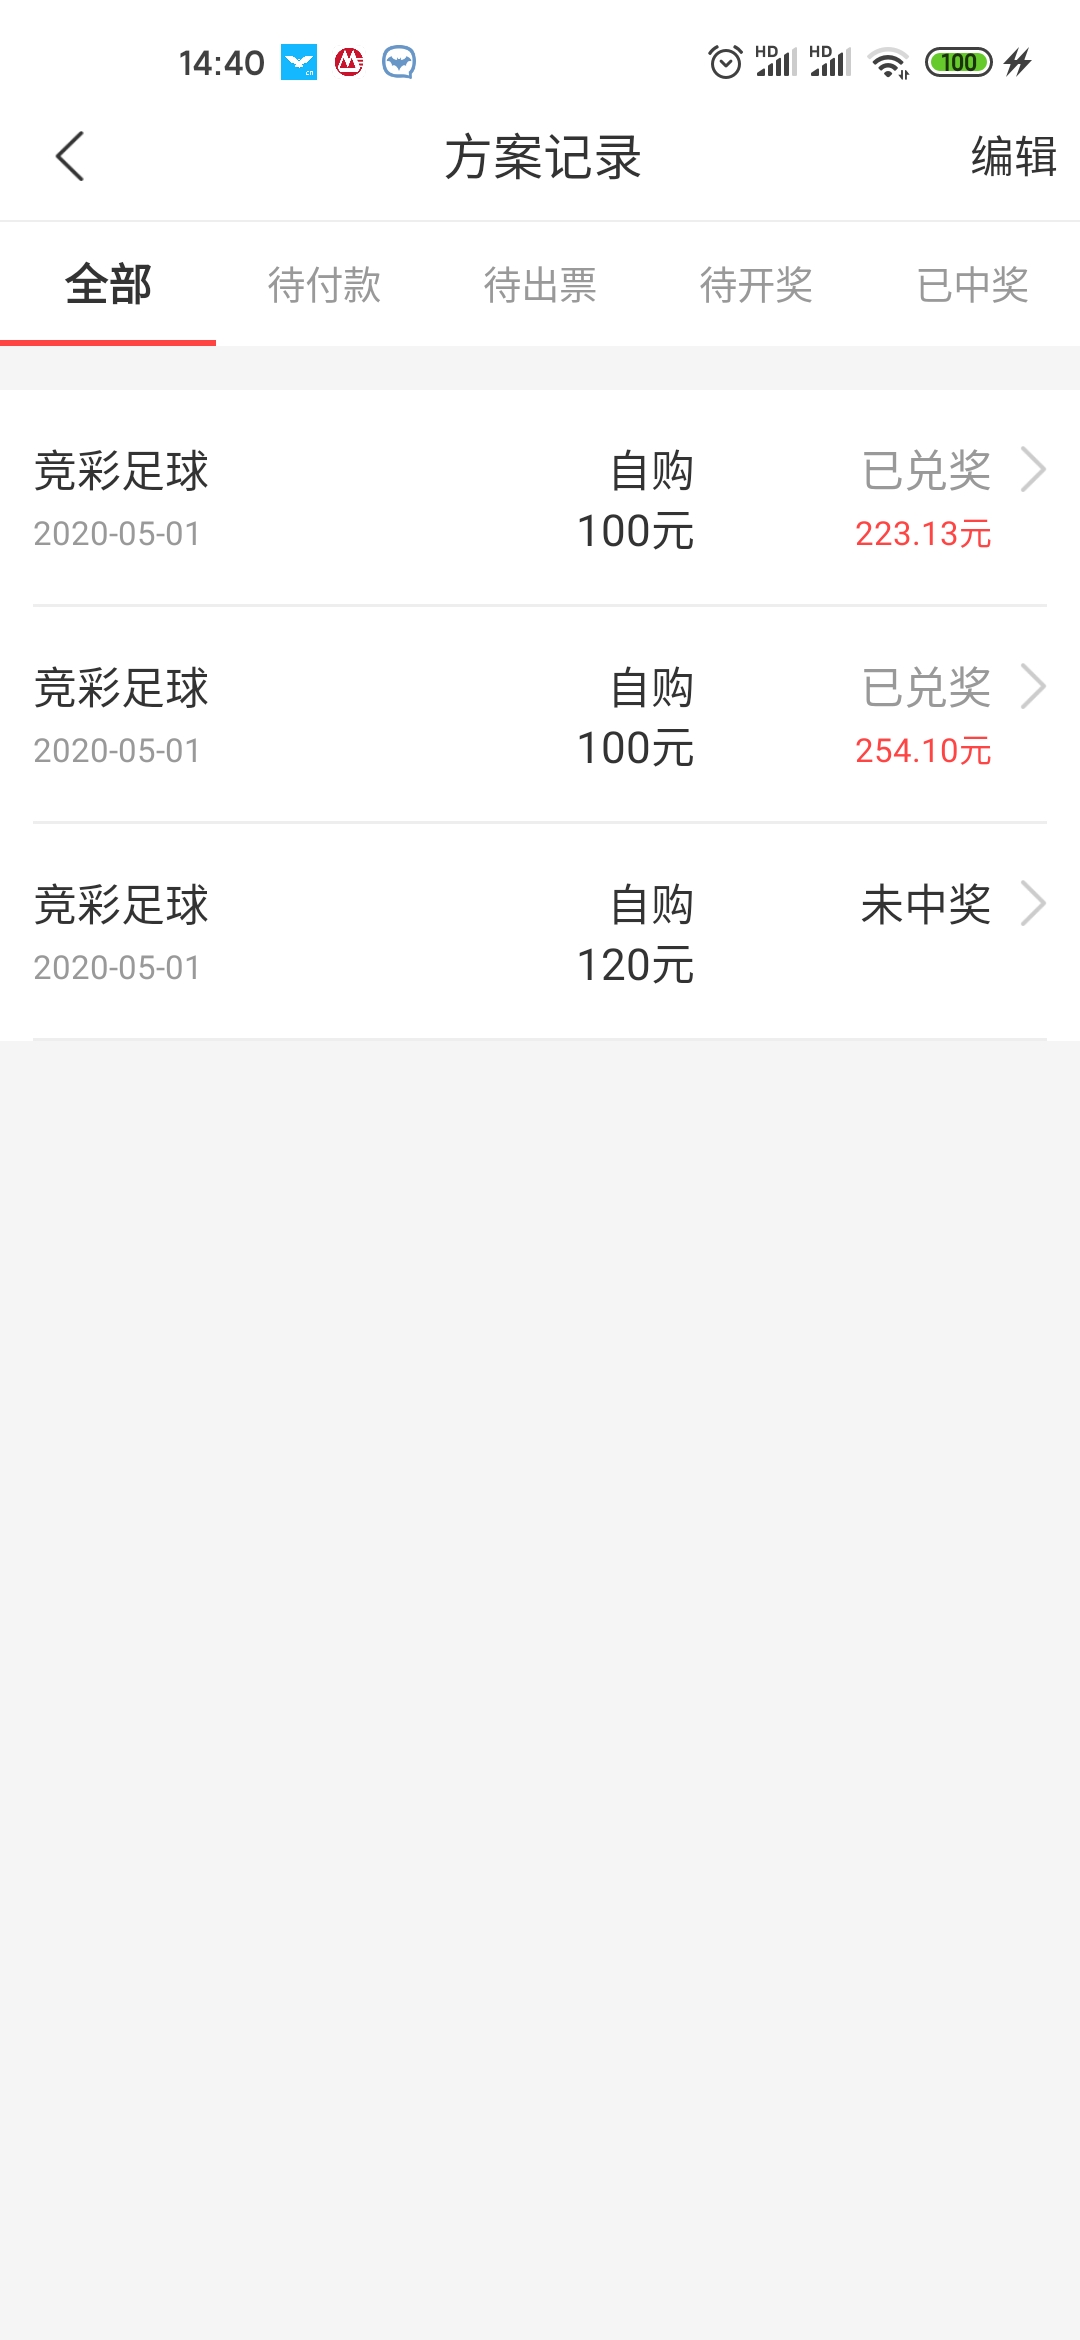 14:40 HD HD 100
方案记录 编辑
全部 待付款 待出票 待开奖 已中奖
竞彩足球 自购 已兑奖
2020-05-01 100元 223.13元
竞彩足球 自购 已兑奖
2020-05-01 100元 254.10元
竞彩足球 自购 未中奖
2020-05-01 120元